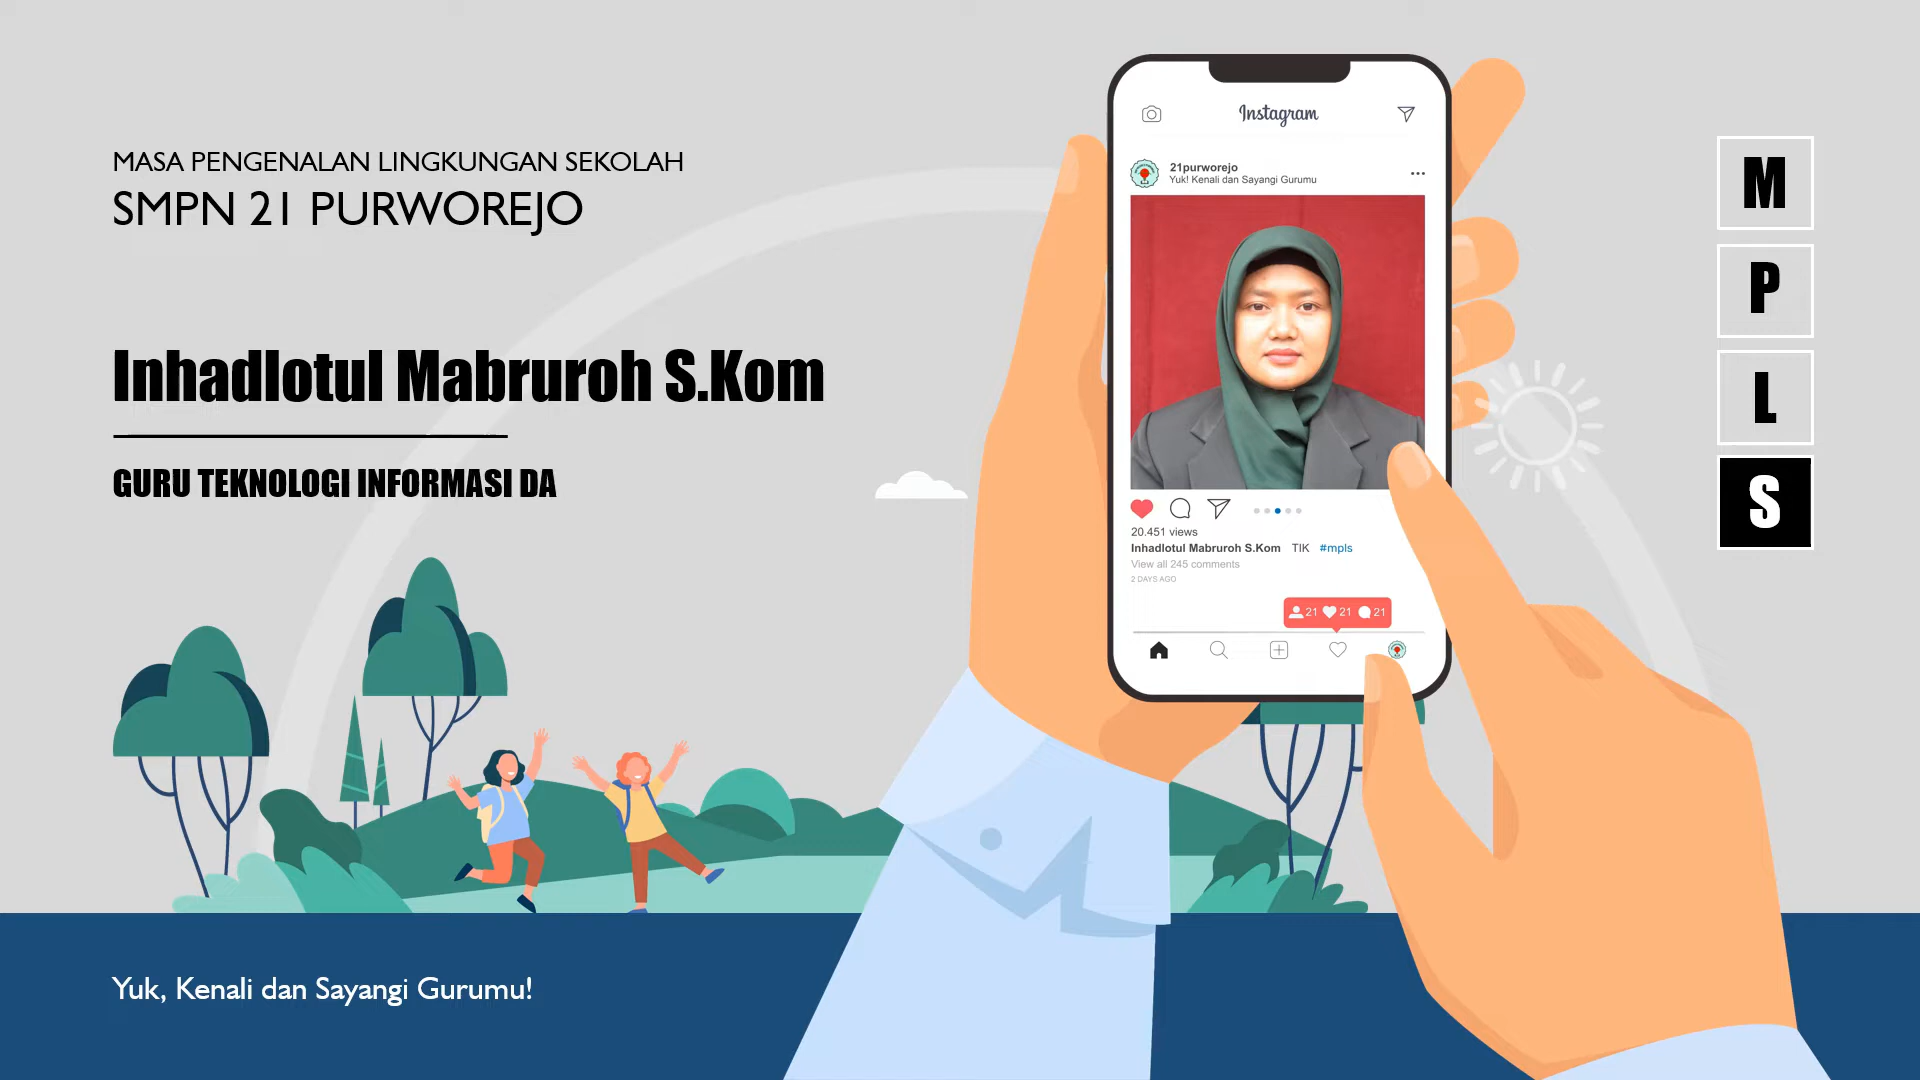 MASA PENGENALAN LINGKUNGAN SEKOLAH
SMPN 21 PURWOREJO
Inhadlotul Mabruroh S.Kom
GURU TEKNOLOGI INFORMASI DA
Instagram
21purworejo
Yuk! Kenali dan Sayangi Gurumu
20.451 views
Inhadlotul Mabruroh S.Kom TIK #mpls
View all 245 comments
2 DAYS AGO
21 21 21
M
P
L
S
Yuk, Kenali dan Sayangi Gurumu!